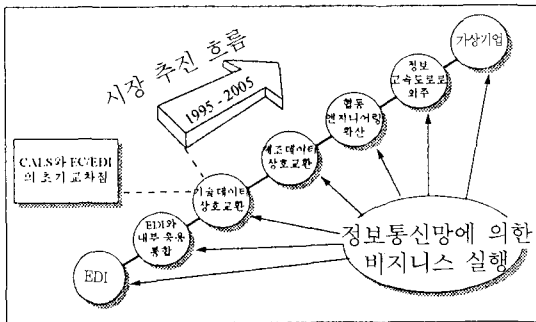 시장 추진 흐름
1995 - 2005
가상기업
정보
고속도로로
외주
협동
엔지니어링
확산
제조데이터
상호교환
CALS와 EC/EDI
의 초기 교차점
기술데이터
상호교환
EDI와
내부 응용
통합
EDI
정보통신망에 의한
비지니스 실행